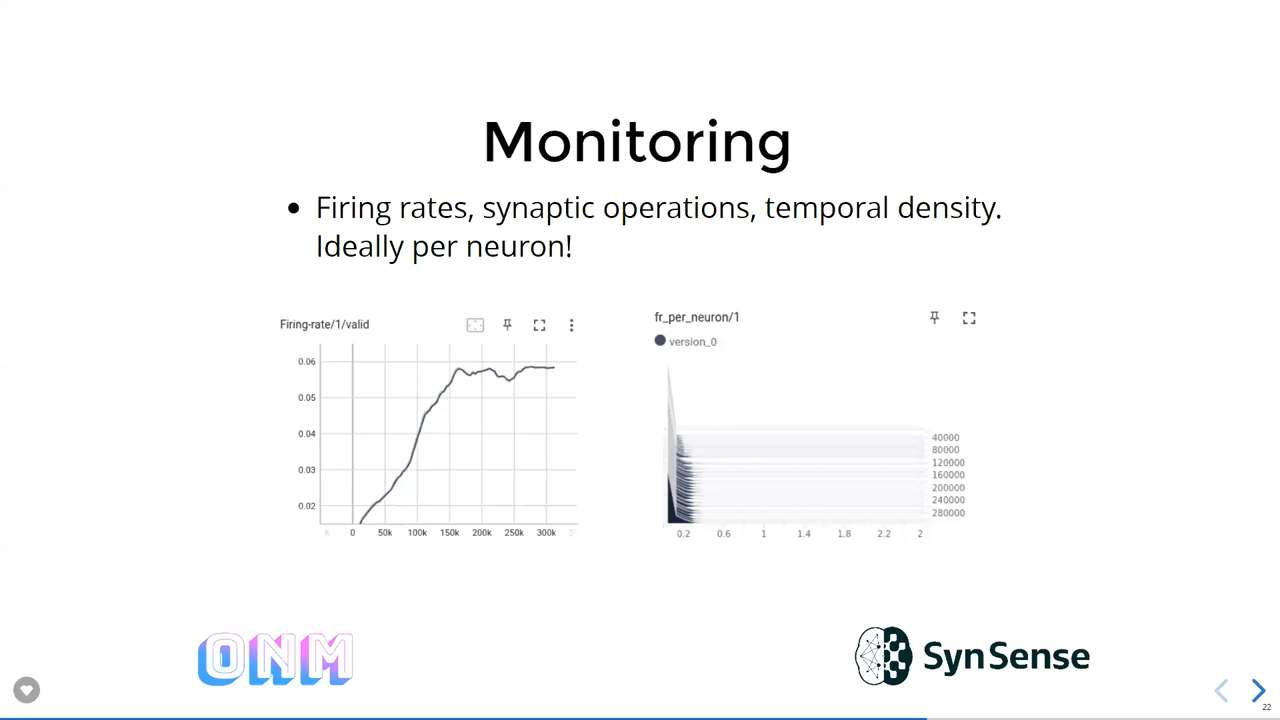 Monitoring
Firing rates, synaptic operations, temporal density.
Ideally per neuron!
Firing-rate/1/valid
0.06
0.05
0.04
0.03
0.02
0 50k 100k 150k 200k 250k 300k
fr_per_neuron/1
version_0
40000
80000
120000
160000
200000
240000
280000
0.2 0.6 1 1.4 1.8 2.2 2
ONM
SynSense
22